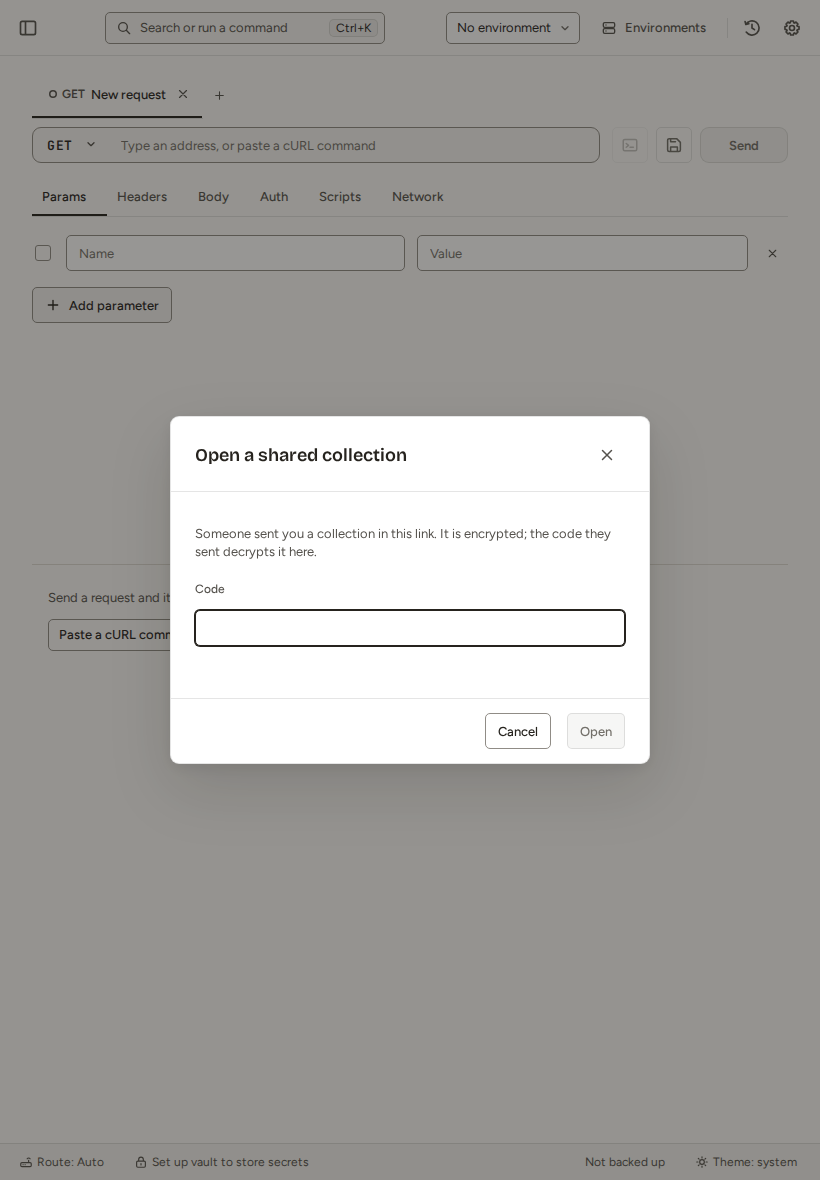 Search or run a command Ctrl+K No environment Environments
GET New request
GET Type an address, or paste a cURL command Send
Params Headers Body Auth Scripts Network
Name Value
Add parameter
Open a shared collection
Someone sent you a collection in this link. It is encrypted; the code they
sent decrypts it here.
Code
Send a request and it
Paste a cURL comm
Cancel Open
Route: Auto Set up vault to store secrets Not backed up Theme: system